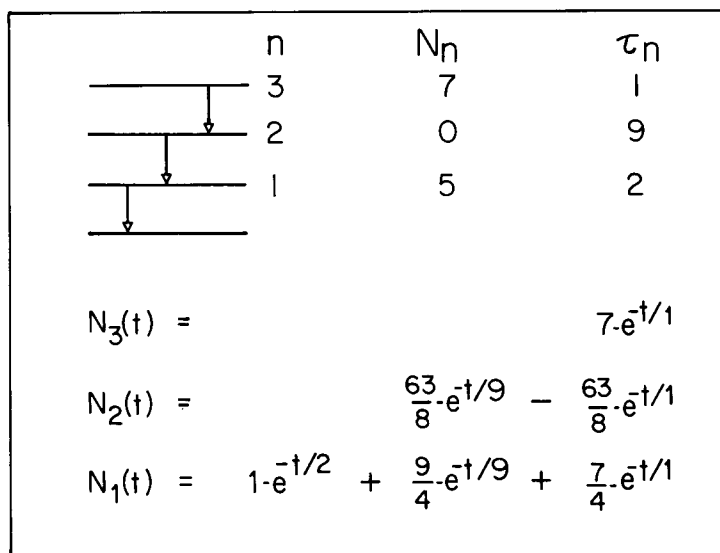 n N_n τ_n
3 7 1
2 0 9
1 5 2
N_3(t) = 7·e^{-t/1}
N_2(t) = 63/8·e^{-t/9} − 63/8·e^{-t/1}
N_1(t) = 1·e^{-t/2} + 9/4·e^{-t/9} + 7/4·e^{-t/1}